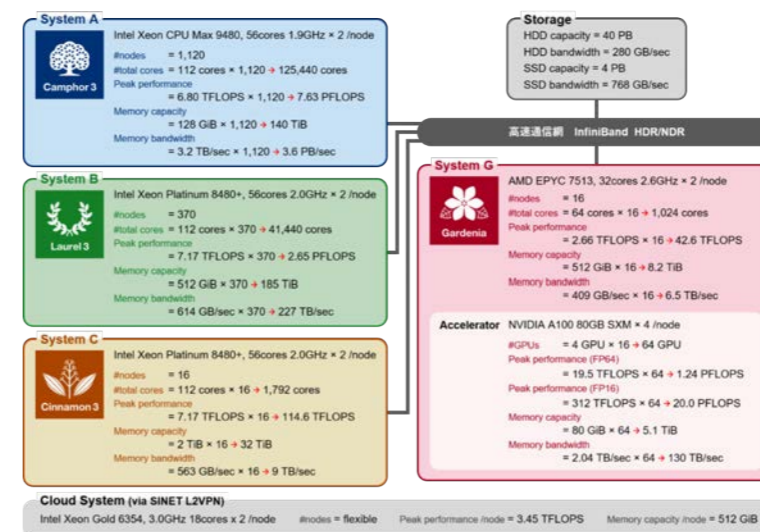 System A
Camphor 3
Intel Xeon CPU Max 9480, 56cores 1.9GHz × 2 /node
#nodes = 1,120
#total cores = 112 cores × 1,120 → 125,440 cores
Peak performance
= 6.80 TFLOPS × 1,120 → 7.63 PFLOPS
Memory capacity
= 128 GiB × 1,120 → 140 TiB
Memory bandwidth
= 3.2 TB/sec × 1,120 → 3.6 PB/sec
System B
Laurel 3
Intel Xeon Platinum 8480+, 56cores 2.0GHz × 2 /node
#nodes = 370
#total cores = 112 cores × 370 → 41,440 cores
Peak performance
= 7.17 TFLOPS × 370 → 2.65 PFLOPS
Memory capacity
= 512 GiB × 370 → 185 TiB
Memory bandwidth
= 614 GB/sec × 370 → 227 TB/sec
System C
Cinnamon 3
Intel Xeon Platinum 8480+, 56cores 2.0GHz × 2 /node
#nodes = 16
#total cores = 112 cores × 16 → 1,792 cores
Peak performance
= 7.17 TFLOPS × 16 → 114.6 TFLOPS
Memory capacity
= 2 TiB × 16 → 32 TiB
Memory bandwidth
= 563 GB/sec × 16 → 9 TB/sec
Storage
HDD capacity = 40 PB
HDD bandwidth = 280 GB/sec
SSD capacity = 4 PB
SSD bandwidth = 768 GB/sec
高速通信網 InfiniBand HDR/NDR
System G
Gardenia
AMD EPYC 7513, 32cores 2.6GHz × 2 /node
#nodes = 16
#total cores = 64 cores × 16 → 1,024 cores
Peak performance
= 2.66 TFLOPS × 16 → 42.6 TFLOPS
Memory capacity
= 512 GiB × 16 → 8.2 TiB
Memory bandwidth
= 409 GB/sec × 16 → 6.5 TB/sec
Accelerator NVIDIA A100 80GB SXM × 4 /node
#GPUs = 4 GPU × 16 → 64 GPU
Peak performance (FP64)
= 19.5 TFLOPS × 64 → 1.24 PFLOPS
Peak performance (FP16)
= 312 TFLOPS × 64 → 20.0 PFLOPS
Memory capacity
= 80 GiB × 64 → 5.1 TiB
Memory bandwidth
= 2.04 TB/sec × 64 → 130 TB/sec
Cloud System (via SINET L2VPN)
Intel Xeon Gold 6354, 3.0GHz 18cores x 2 /node #nodes = flexible Peak performance /node = 3.45 TFLOPS Memory capacity /node = 512 GiB